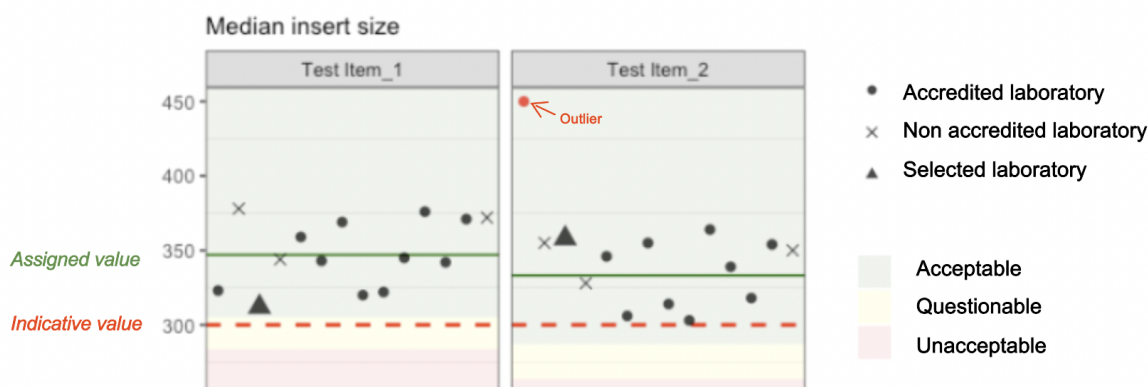 Median insert size
Test Item_1
Test Item_2
450
400
350
300
Assigned value
Indicative value
Outlier
Accredited laboratory
Non accredited laboratory
Selected laboratory
Acceptable
Questionable
Unacceptable